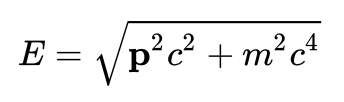 E = √(𝐩²c² + m²c⁴)